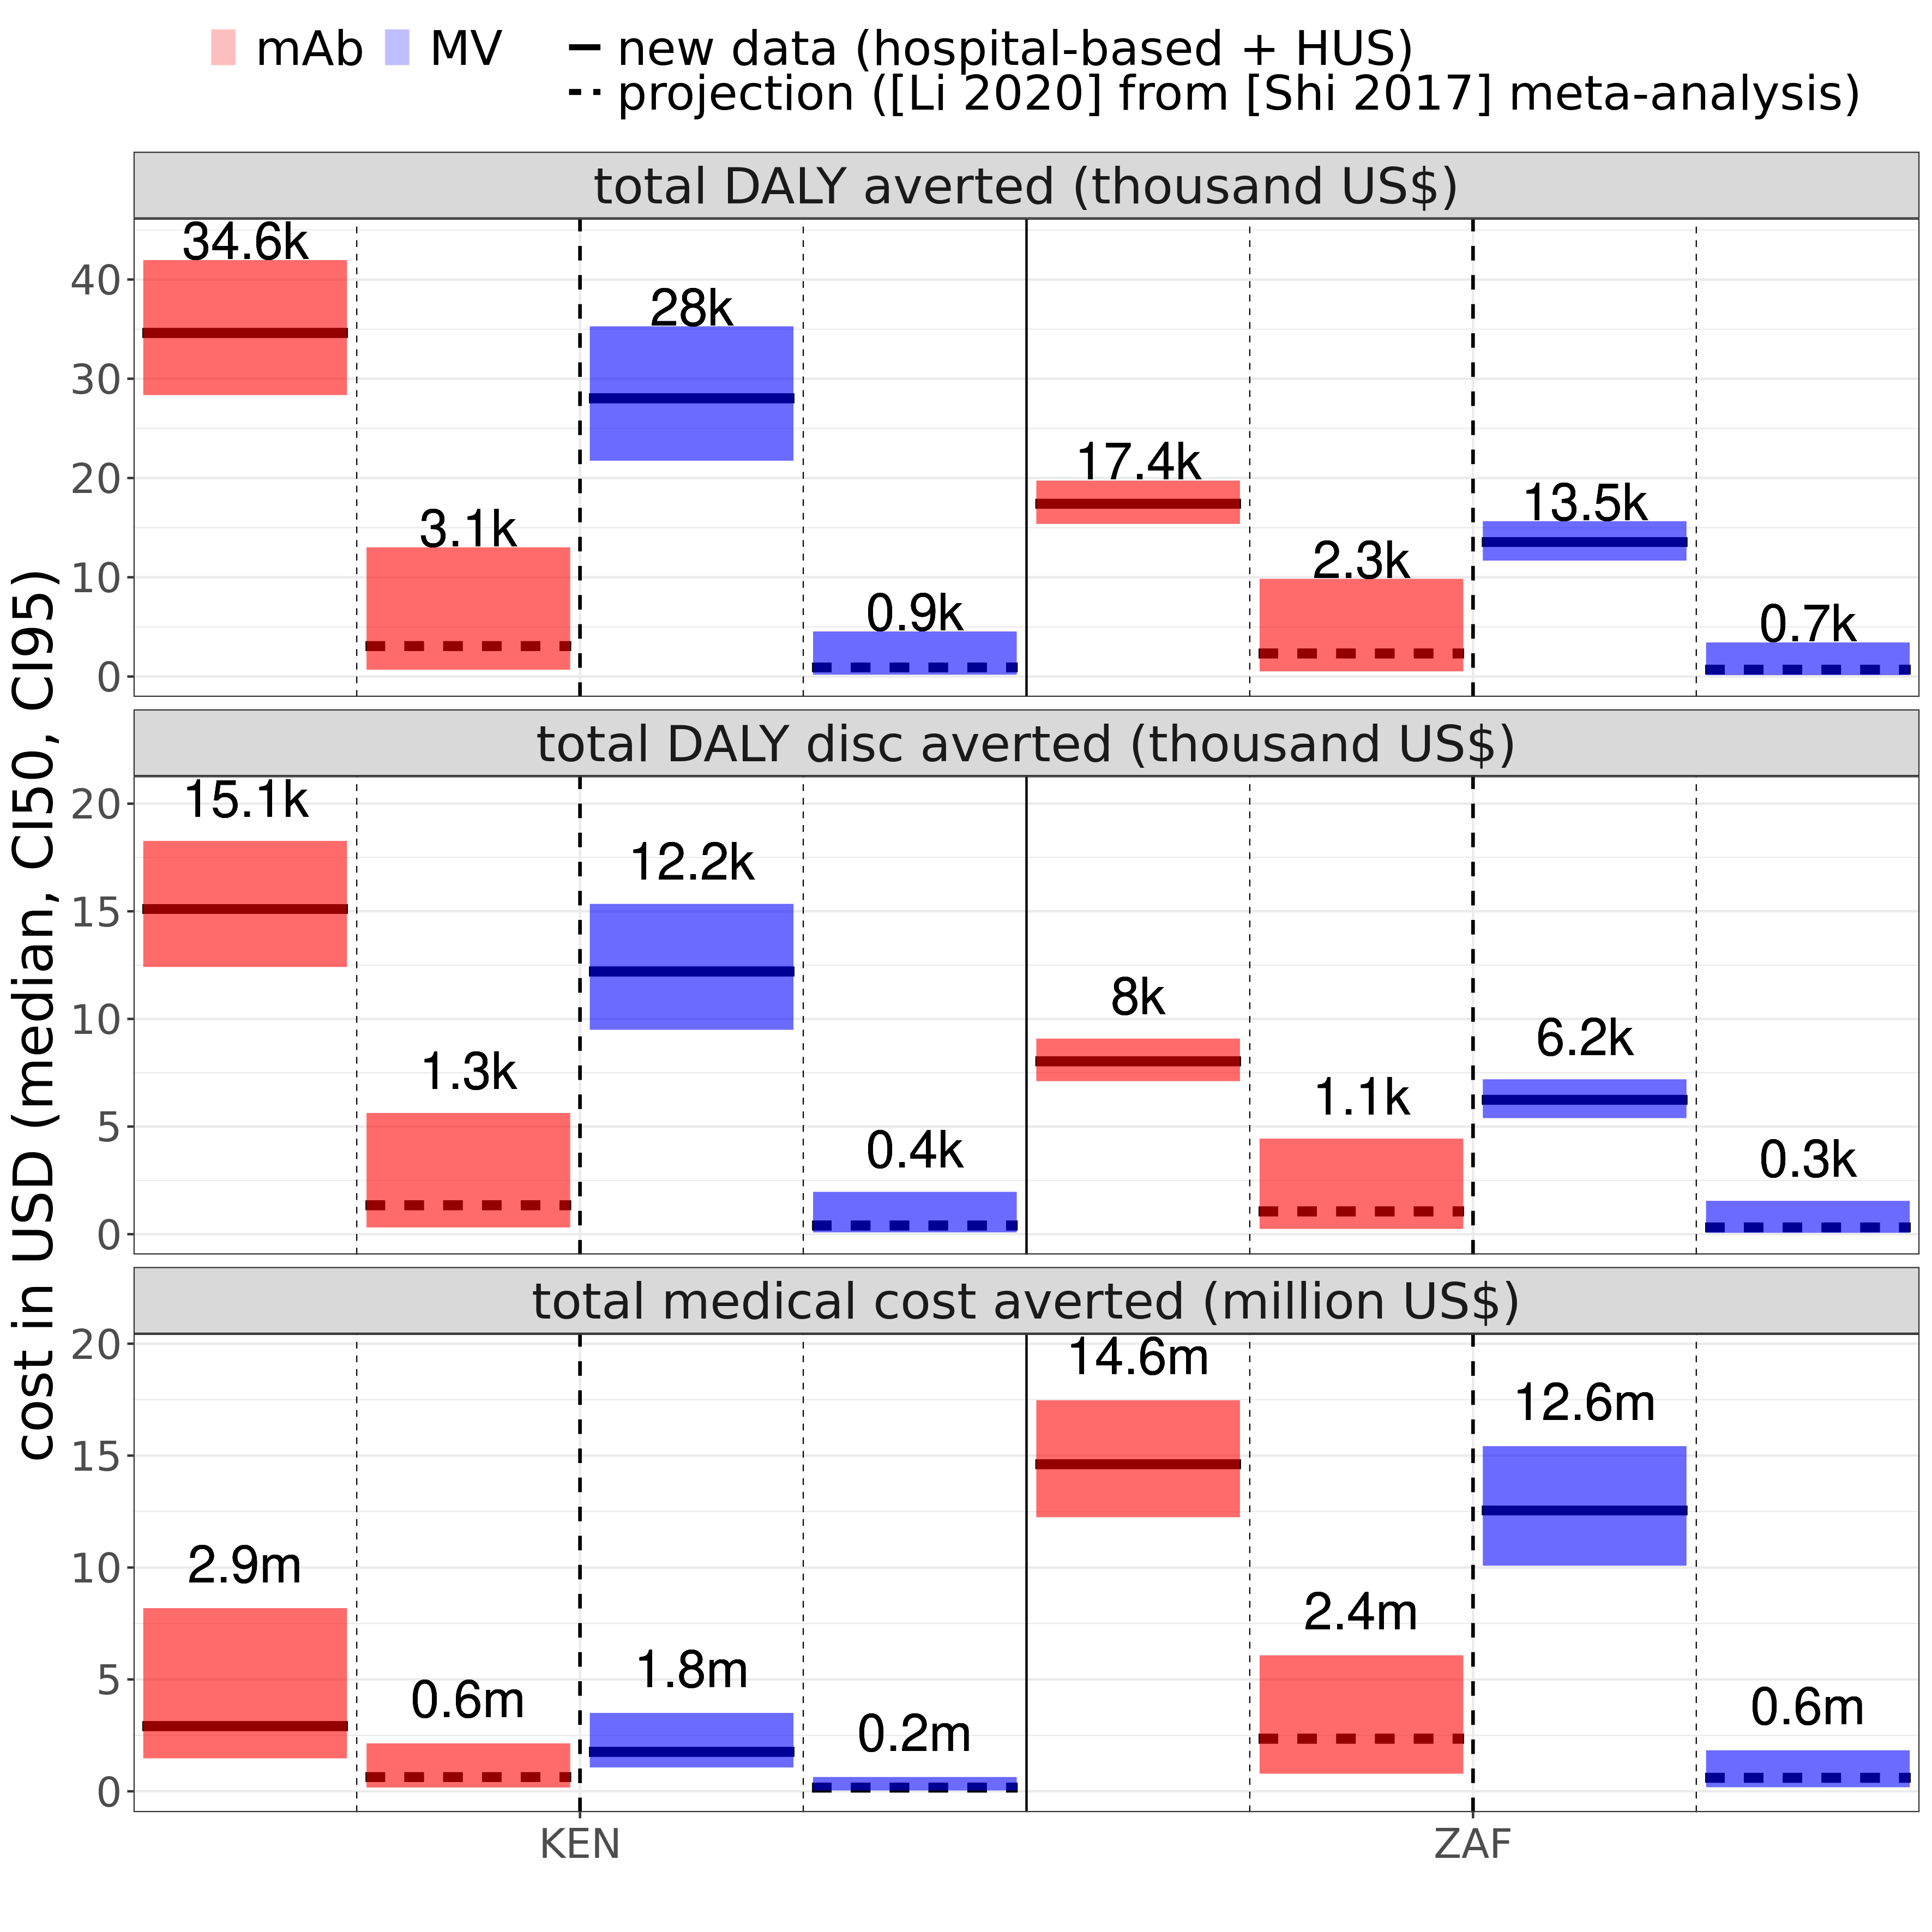 mAb MV new data (hospital-based + HUS)
projection ([Li 2020] from [Shi 2017] meta-analysis)
cost in USD (median, CI50, CI95)
total DALY averted (thousand US$)
40
30
20
10
0
34.6k
3.1k
28k
0.9k
17.4k
2.3k
13.5k
0.7k
total DALY disc averted (thousand US$)
20
15
10
5
0
15.1k
1.3k
12.2k
0.4k
8k
1.1k
6.2k
0.3k
total medical cost averted (million US$)
20
15
10
5
0
2.9m
0.6m
1.8m
0.2m
14.6m
2.4m
12.6m
0.6m
KEN ZAF